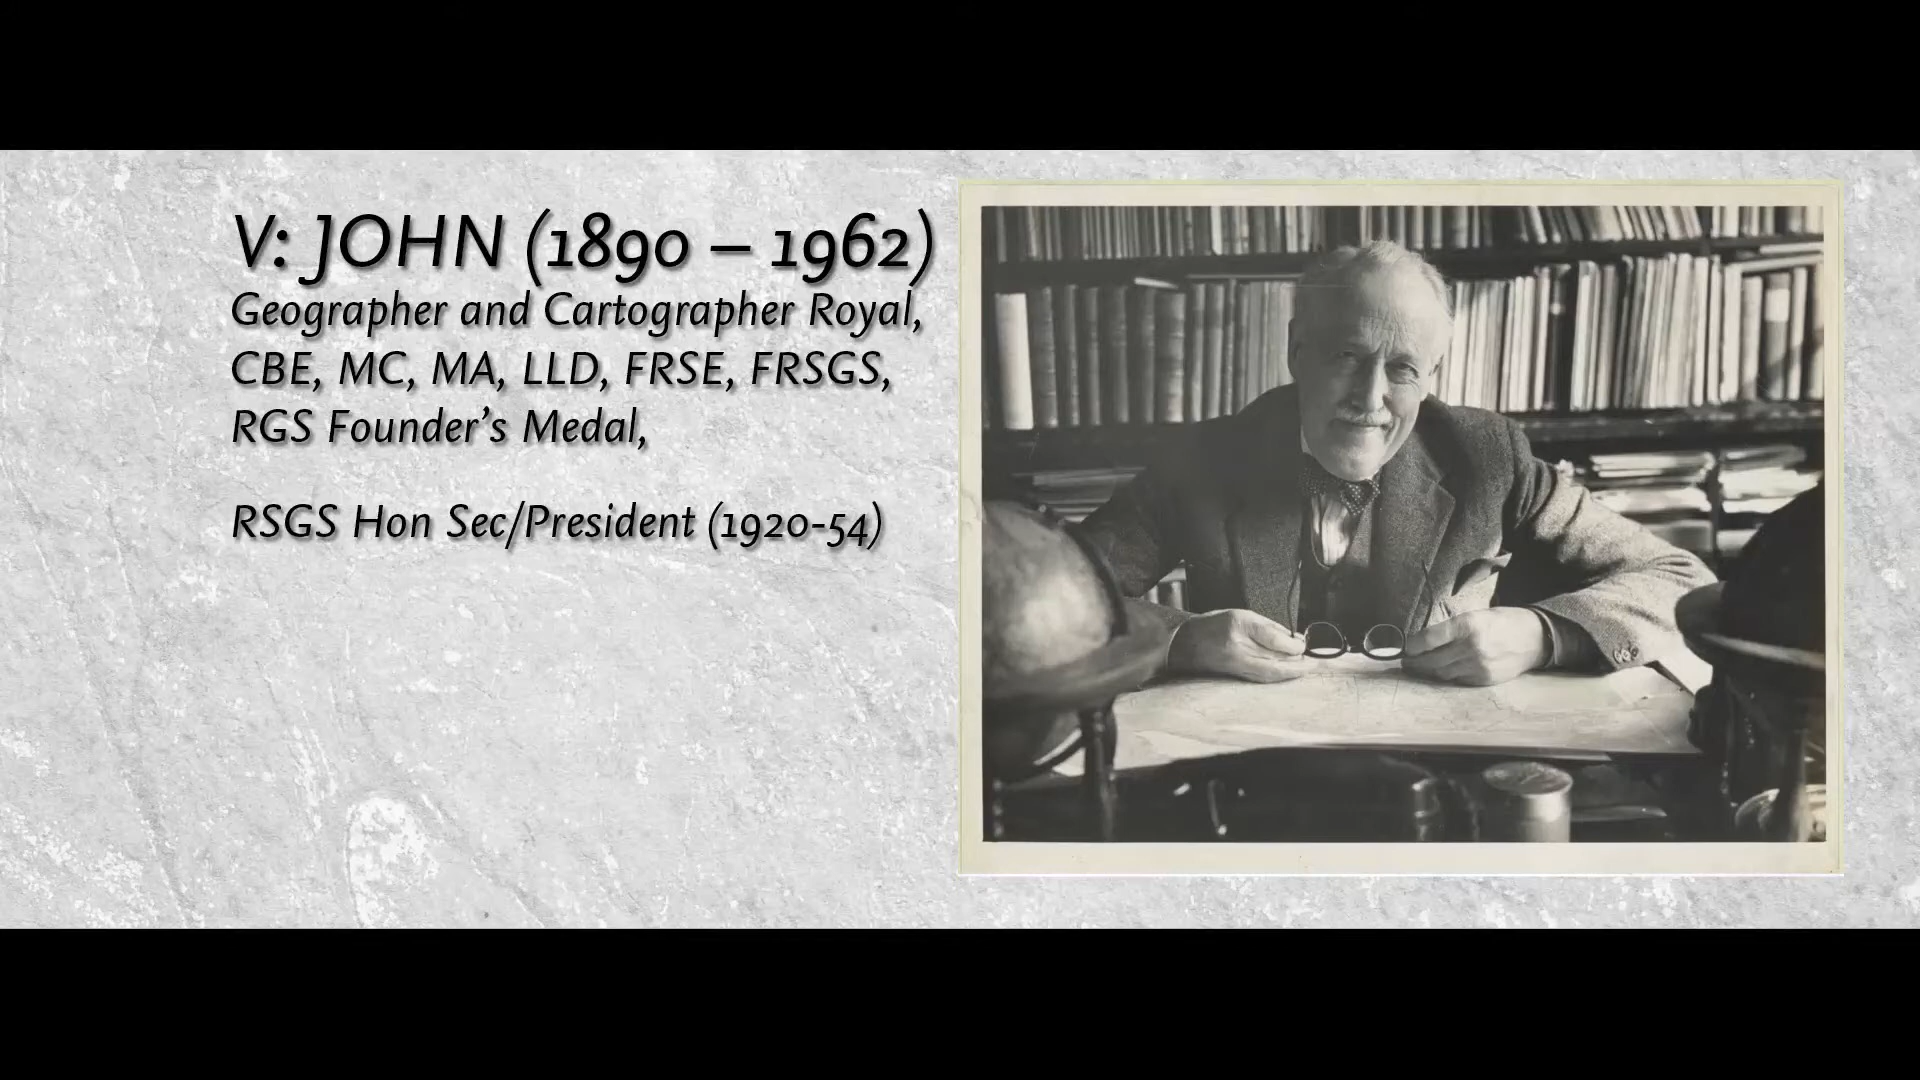 V: JOHN (1890 – 1962)
Geographer and Cartographer Royal,
CBE, MC, MA, LLD, FRSE, FRSGS,
RGS Founder’s Medal,
RSGS Hon Sec/President (1920-54)